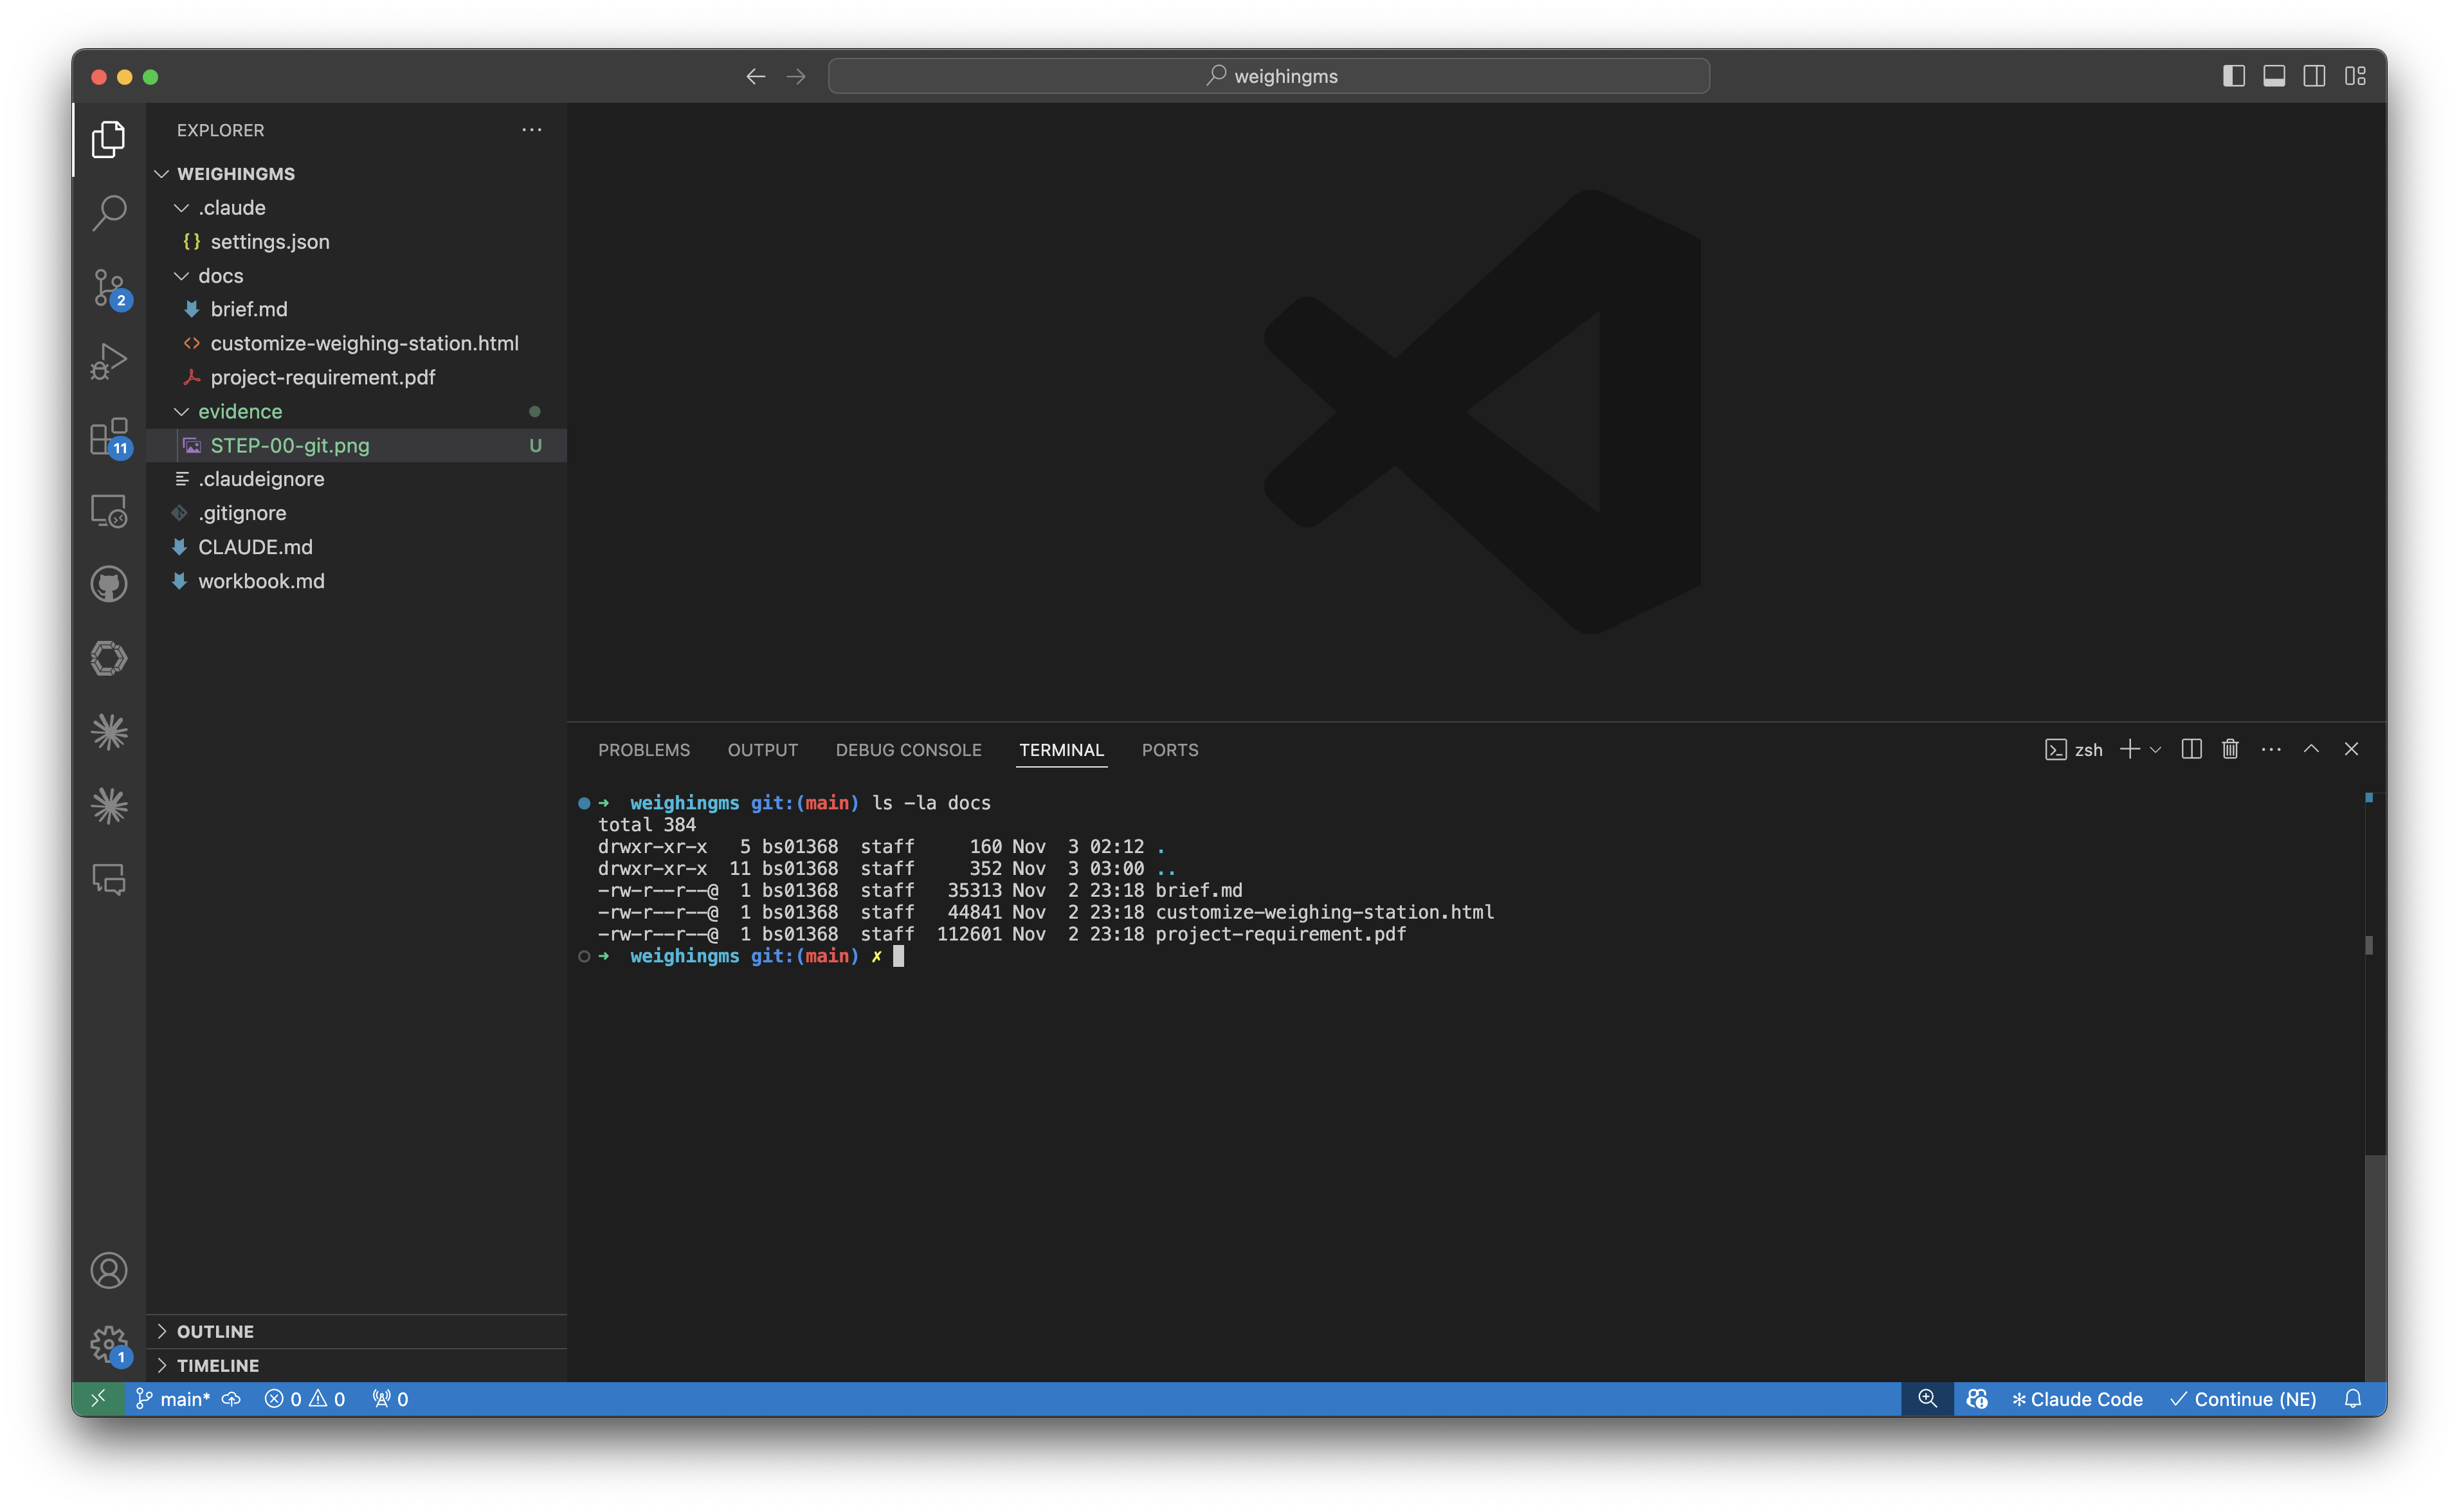 weighingms
EXPLORER
WEIGHINGMS
.claude
{} settings.json
docs
brief.md
<> customize-weighing-station.html
project-requirement.pdf
evidence
STEP-00-git.png U
.claudeignore
.gitignore
CLAUDE.md
workbook.md
2
11
1
OUTLINE
TIMELINE
PROBLEMS OUTPUT DEBUG CONSOLE TERMINAL PORTS
zsh
➜ weighingms git:(main) ls -la docs
total 384
drwxr-xr-x 5 bs01368 staff 160 Nov 3 02:12 .
drwxr-xr-x 11 bs01368 staff 352 Nov 3 03:00 ..
-rw-r--r--@ 1 bs01368 staff 35313 Nov 2 23:18 brief.md
-rw-r--r--@ 1 bs01368 staff 44841 Nov 2 23:18 customize-weighing-station.html
-rw-r--r--@ 1 bs01368 staff 112601 Nov 2 23:18 project-requirement.pdf
➜ weighingms git:(main) ✗
main* 0 0 0 Claude Code Continue (NE)